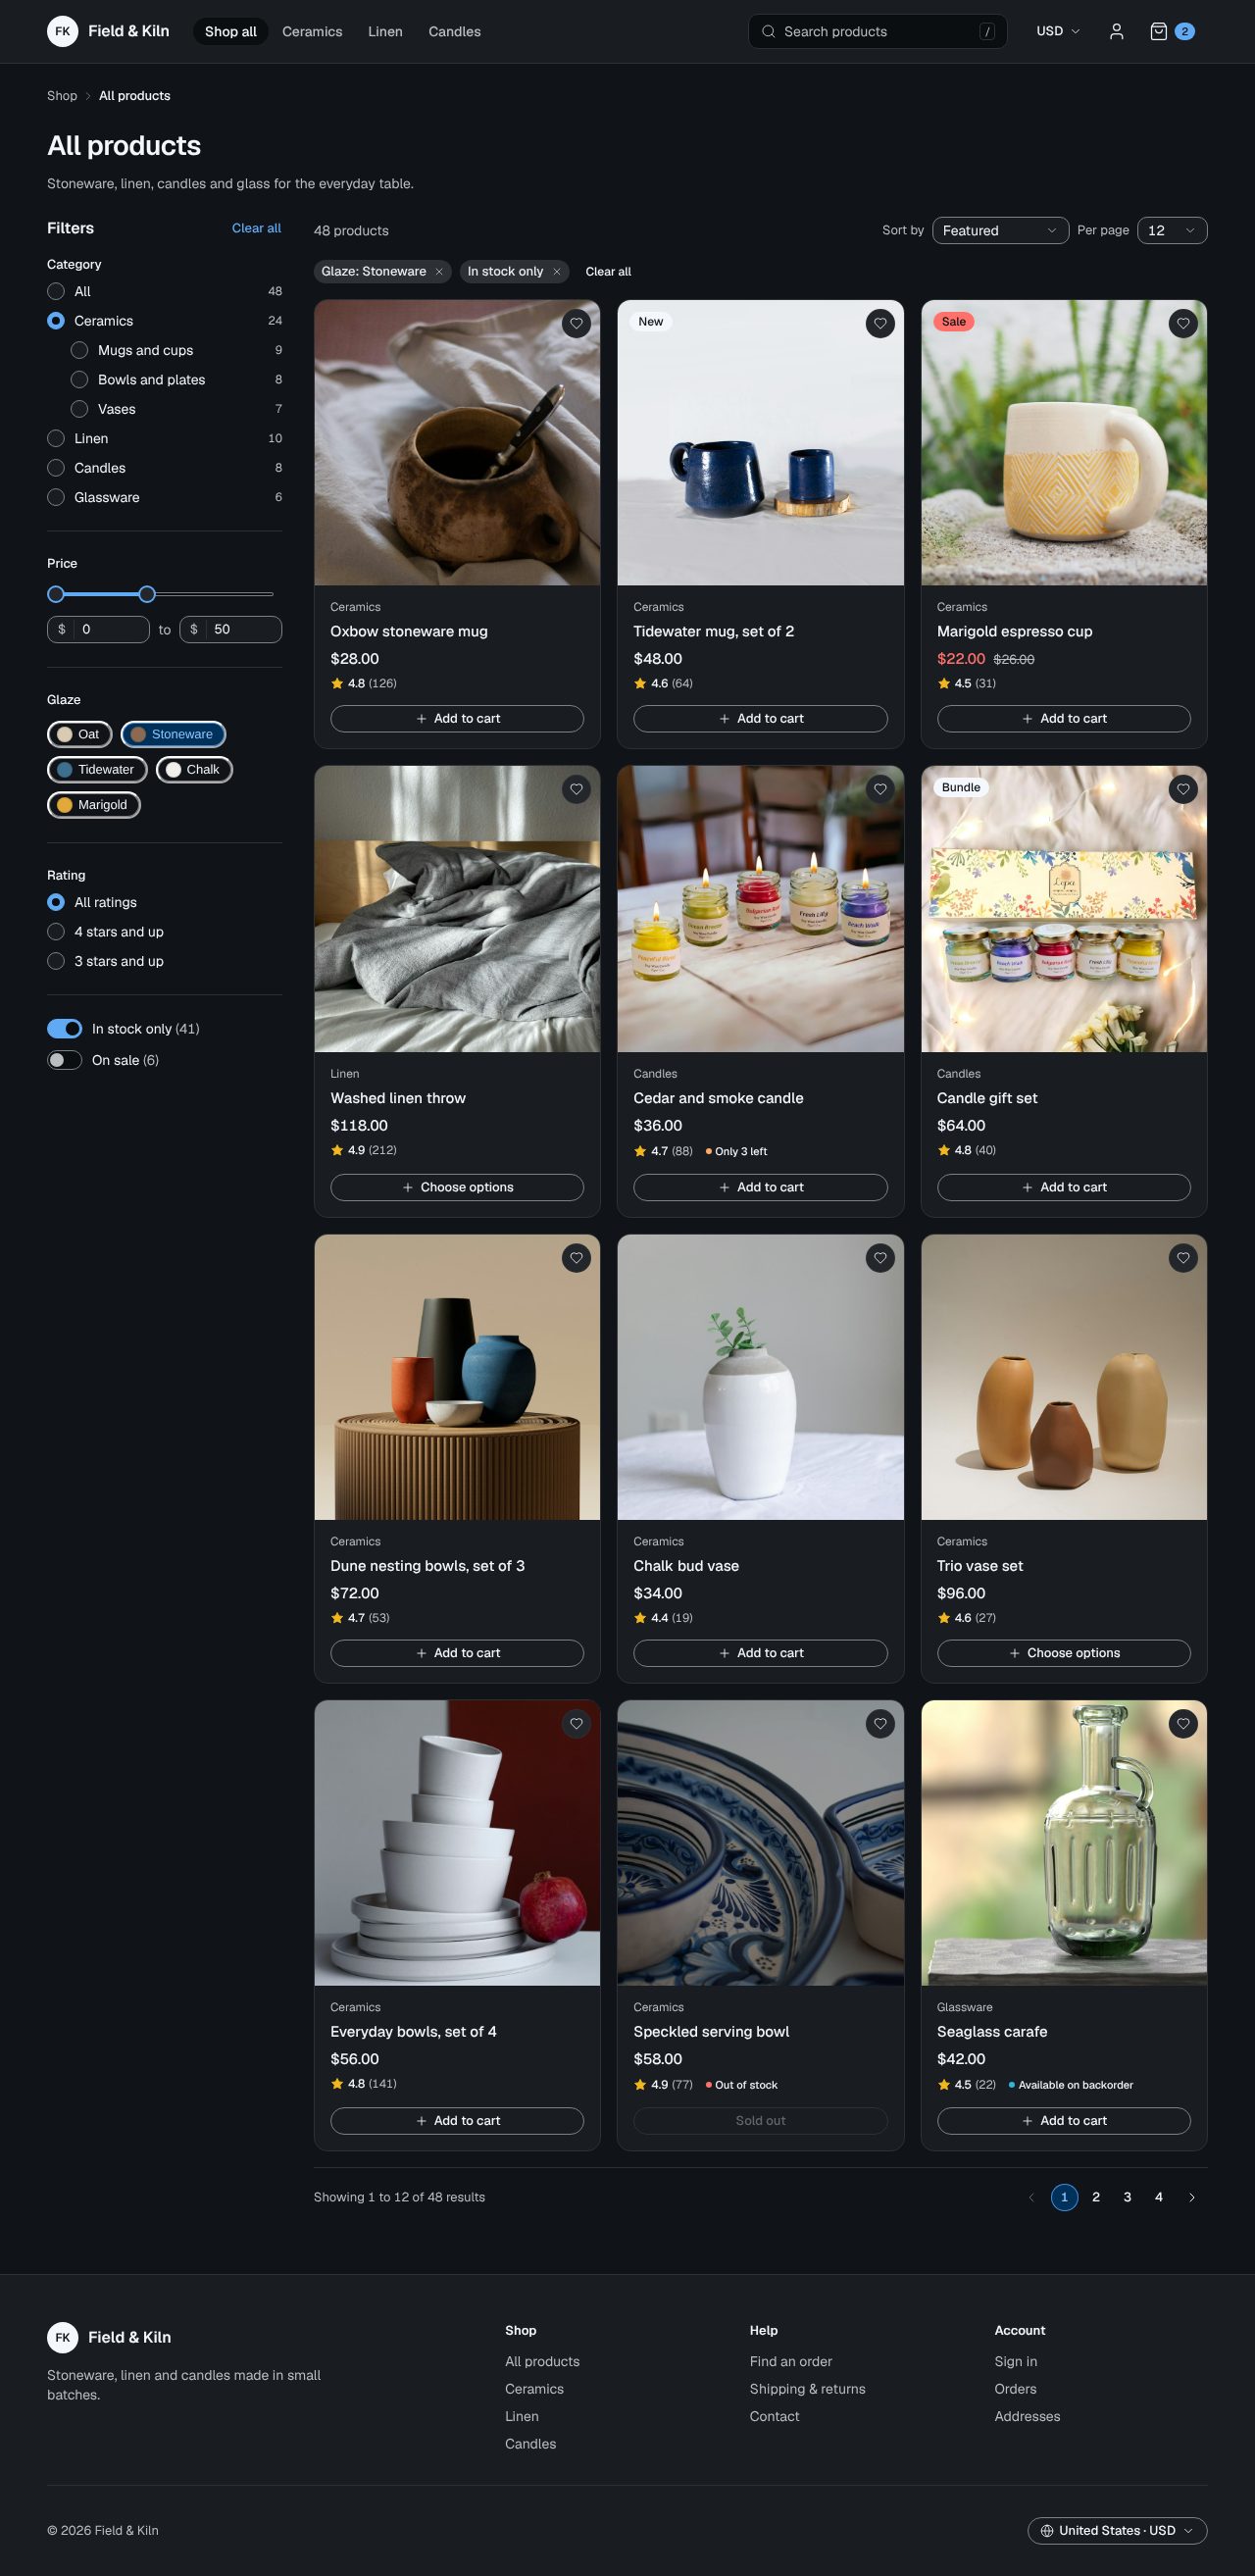 FK Field & Kiln Shop all Ceramics Linen Candles Search products / USD 2
Shop All products
All products
Stoneware, linen, candles and glass for the everyday table.
Filters Clear all
Category
All 48
Ceramics 24
Mugs and cups 9
Bowls and plates 8
Vases 7
Linen 10
Candles 8
Glassware 6
Price
$ 0 to $ 50
Glaze
Oat Stoneware
Tidewater Chalk
Marigold
Rating
All ratings
4 stars and up
3 stars and up
In stock only (41)
On sale (6)
48 products Sort by Featured Per page 12
Glaze: Stoneware In stock only Clear all
Ceramics
Oxbow stoneware mug
$28.00
4.8 (126)
Add to cart
New
Ceramics
Tidewater mug, set of 2
$48.00
4.6 (64)
Add to cart
Sale
Ceramics
Marigold espresso cup
$22.00 $26.00
4.5 (31)
Add to cart
Linen
Washed linen throw
$118.00
4.9 (212)
Choose options
Fresh Lily
Beach Walk
Candles
Cedar and smoke candle
$36.00
4.7 (88) Only 3 left
Add to cart
Bundle
Candles
Candle gift set
$64.00
4.8 (40)
Add to cart
Ceramics
Dune nesting bowls, set of 3
$72.00
4.7 (53)
Add to cart
Ceramics
Chalk bud vase
$34.00
4.4 (19)
Add to cart
Ceramics
Trio vase set
$96.00
4.6 (27)
Choose options
Ceramics
Everyday bowls, set of 4
$56.00
4.8 (141)
Add to cart
Ceramics
Speckled serving bowl
$58.00
4.9 (77) Out of stock
Sold out
Glassware
Seaglass carafe
$42.00
4.5 (22) Available on backorder
Add to cart
Showing 1 to 12 of 48 results 1 2 3 4
FK Field & Kiln
Stoneware, linen and candles made in small
batches.
Shop
All products
Ceramics
Linen
Candles
Help
Find an order
Shipping & returns
Contact
Account
Sign in
Orders
Addresses
© 2026 Field & Kiln United States · USD